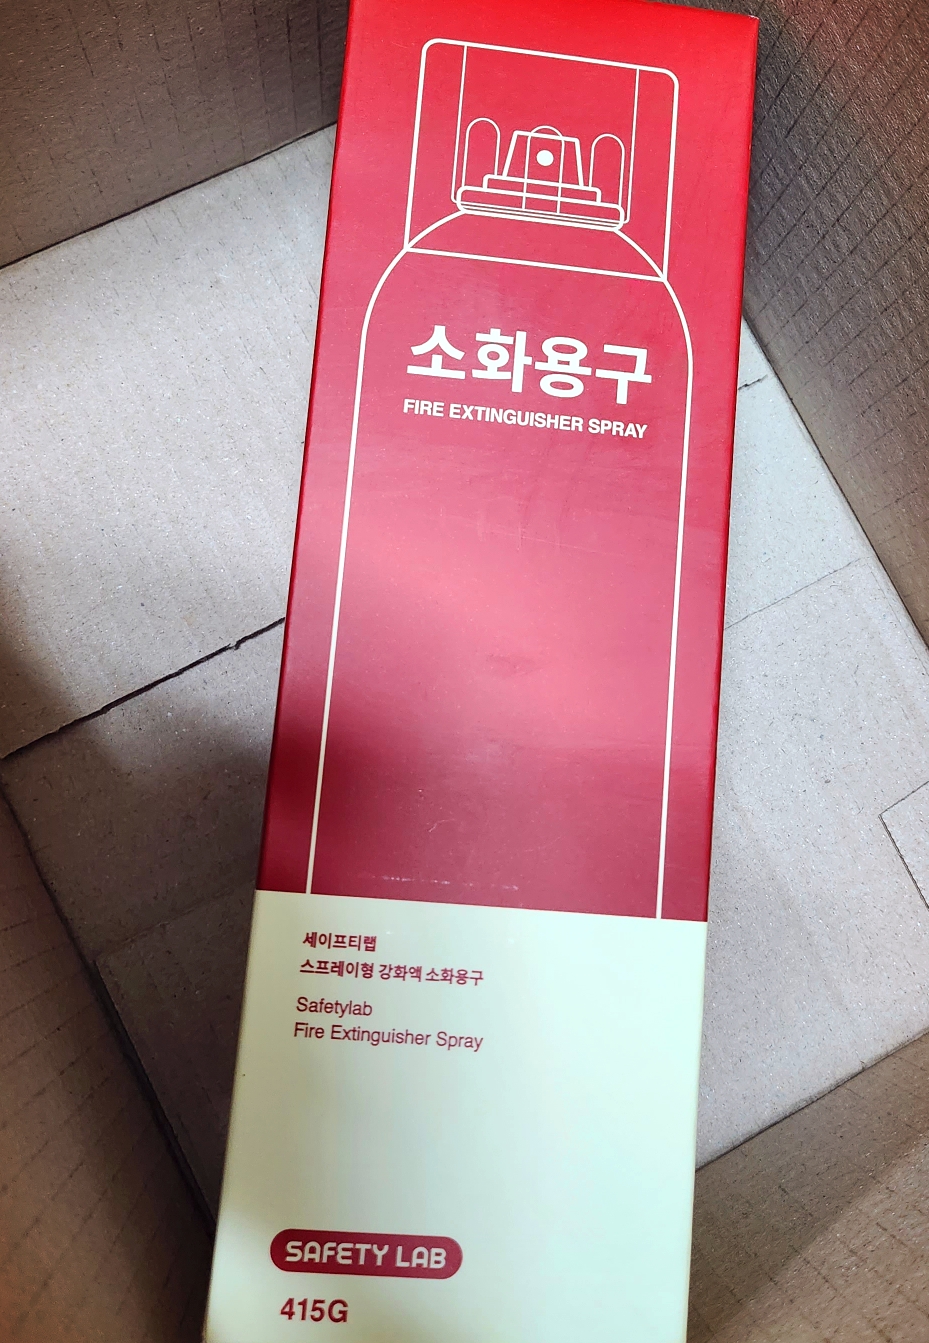 소화용구
FIRE EXTINGUISHER SPRAY
세이프티랩
스프레이형 강화액 소화용구
Safetylab
Fire Extinguisher Spray
SAFETY LAB
415G